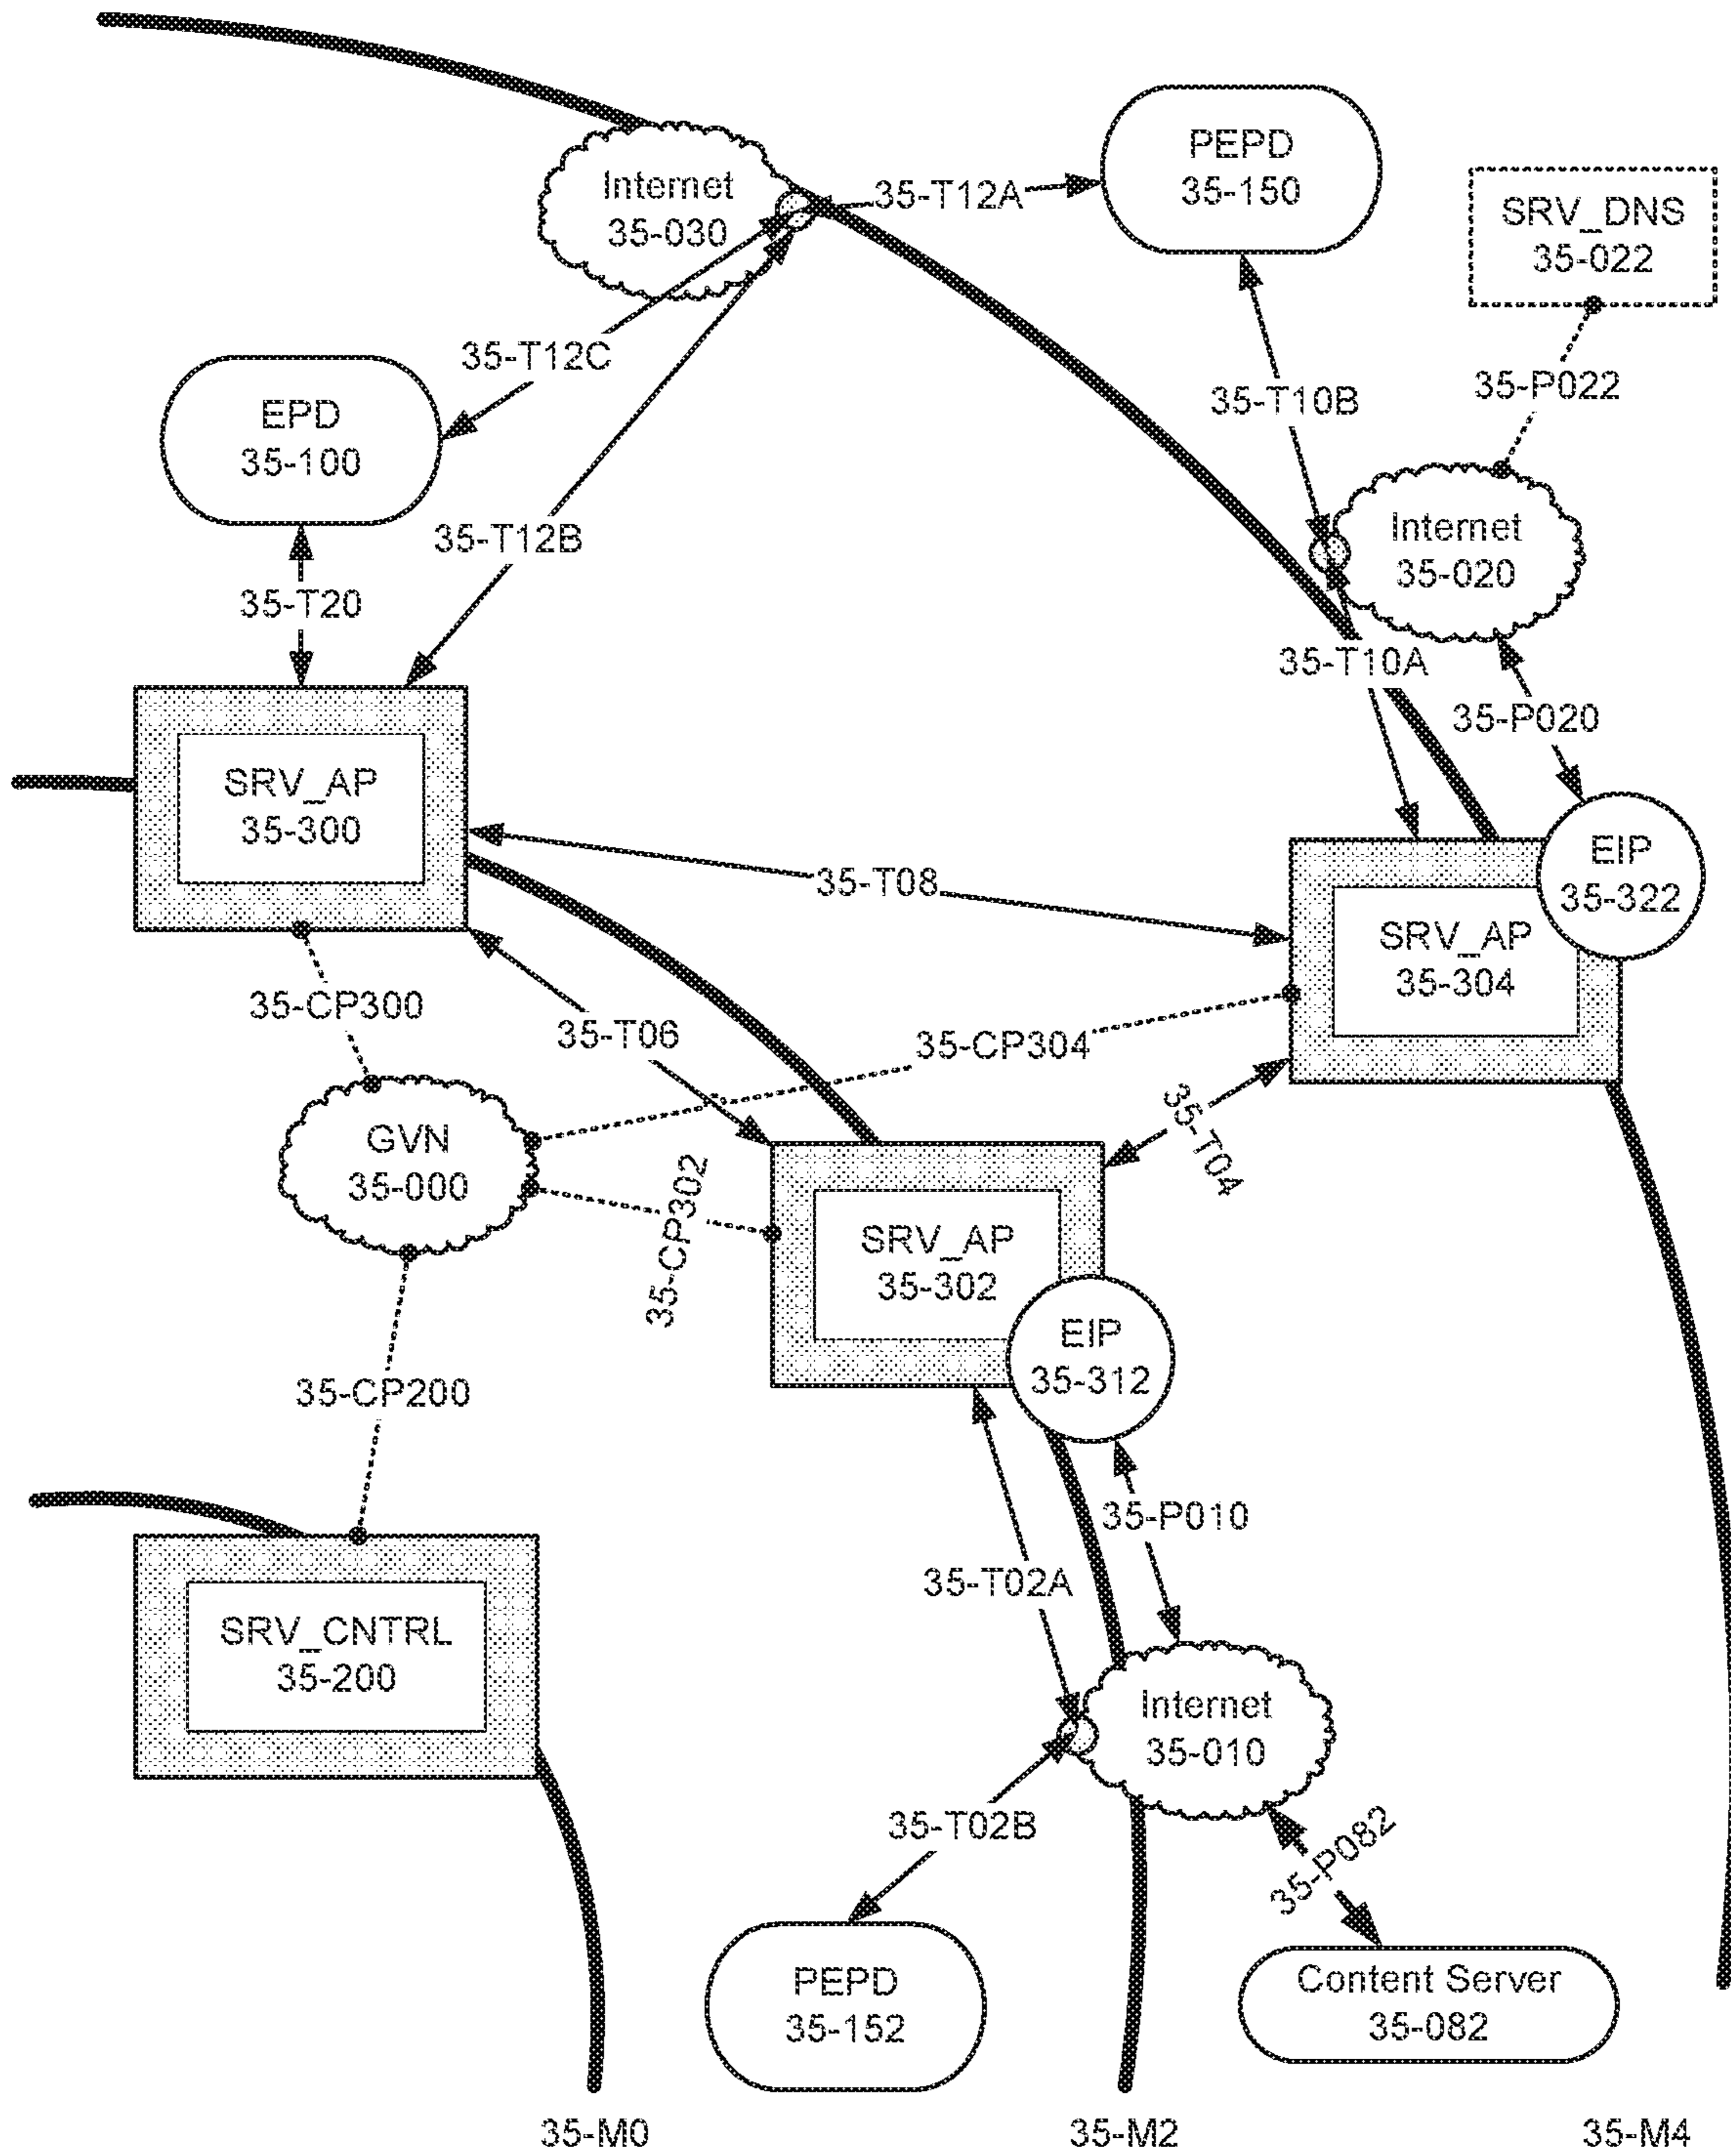 PEPD
35-150
Internet
35-030
35-T12A
SRV_DNS
35-022
35-T12C
35-P022
35-T10B
EPD
35-100
35-T12B
Internet
35-020
35-T20
35-T10A
35-P020
SRV_AP
35-300
EIP
35-322
35-T08
SRV_AP
35-304
35-CP300
35-T06
35-CP304
35-T04
GVN
35-000
35-CP302
SRV_AP
35-302
EIP
35-312
35-CP200
35-P010
35-T02A
SRV_CNTRL
35-200
Internet
35-010
35-T02B
35-P082
PEPD
35-152
Content Server
35-082
35-M0
35-M2
35-M4